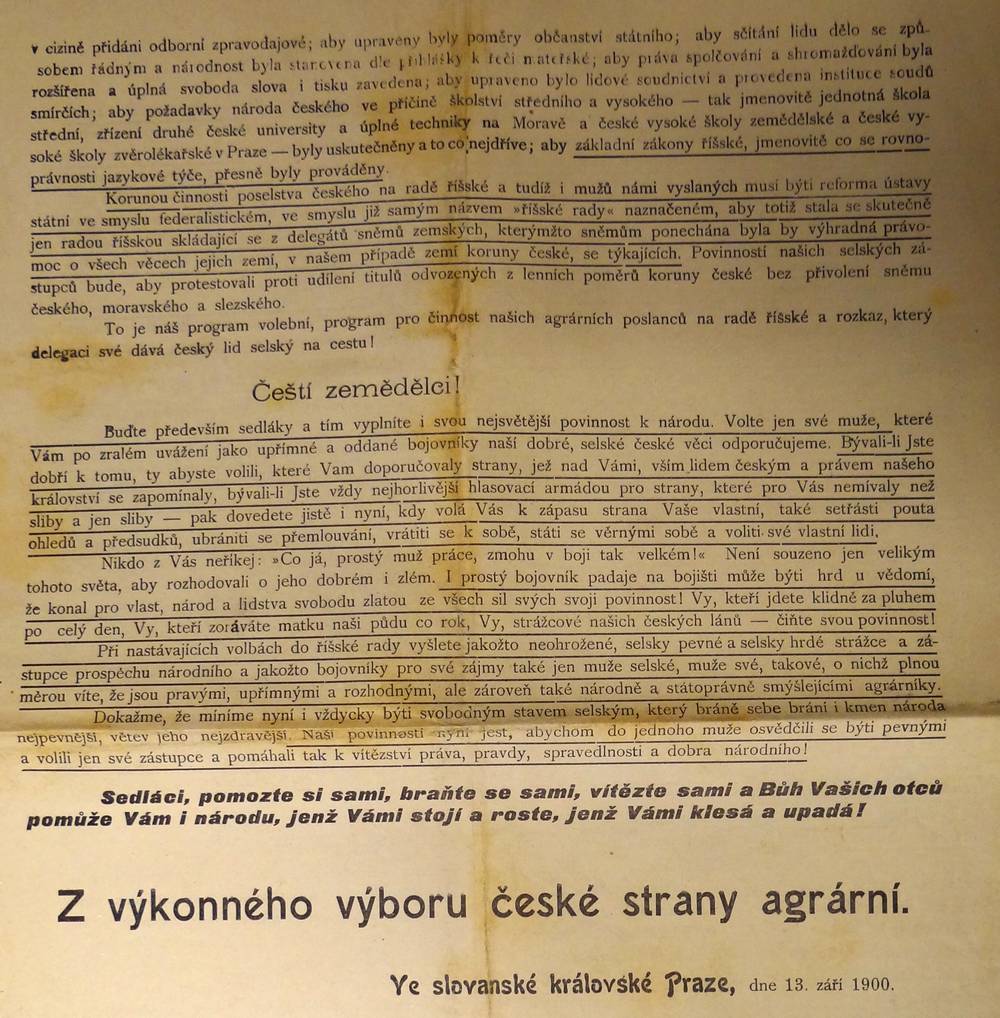 v cizině přidáni odborní zpravodajové; aby upraveny byly poměry občanství státního; aby sčítání lidu dělo se způ-
sobem řádným a národnost byla stanovena dle přihlášky k řeči mateřské; aby práva spolčování a shromažďování byla
rozšířena a úplná svoboda slova i tisku zavedena; aby upraveno bylo lidové soudnictví a provedena instituce soudů
smírčích; aby požadavky národa českého ve příčině školství středního a vysokého — tak jmenovitě jednotná škola
střední, zřízení druhé české university a úplné techniky na Moravě a české vysoké školy zemědělské a české vy-
soké školy zvěrolékařské v Praze — byly uskutečněny a to co nejdříve; aby základní zákony říšské, jmenovitě co se rovno-
právnosti jazykové týče, přesně byly prováděny.
Korunou činnosti poselstva českého na radě říšské a tudíž i mužů námi vyslaných musí býti reforma ústavy
státní ve smyslu federalistickém, ve smyslu již samým názvem »říšské rady« naznačeném, aby totiž stala se skutečně
jen radou říšskou skládající se z delegátů sněmů zemských, kterýmžto sněmům ponechána byla by výhradná právo-
moc o všech věcech jejich zemí, v našem případě zemí koruny české, se týkajících. Povinností našich selských zá-
stupců bude, aby protestovali proti udílení titulů odvozených z lenních poměrů koruny české bez přivolení sněmu
českého, moravského a slezského.
To je náš program volební, program pro činnost našich agrárních poslanců na radě říšské a rozkaz, který
delegaci své dává český lid selský na cestu!
Čeští zemědělci!
Buďte především sedláky a tím vyplníte i svou nejsvětější povinnost k národu. Volte jen své muže, které
Vám po zralém uvážení jako upřímné a oddané bojovníky naší dobré, selské české věci odporučujeme. Bývali-li Jste
dobří k tomu, ty abyste volili, které Vam doporučovaly strany, jež nad Vámi, vším lidem českým a právem našeho
království se zapomínaly, bývali-li Jste vždy nejhorlivější hlasovací armádou pro strany, které pro Vás nemívaly než
sliby a jen sliby — pak dovedete jistě i nyní, kdy volá Vás k zápasu strana Vaše vlastní, také setřásti pouta
ohledů a předsudků, ubrániti se přemlouvání, vrátiti se k sobě, státi se věrnými sobě a voliti své vlastní lidi.
Nikdo z Vás neříkej: »Co já, prostý muž práce, zmohu v boji tak velkém!« Není souzeno jen velikým
tohoto světa, aby rozhodovali o jeho dobrém i zlém. I prostý bojovník padaje na bojišti může býti hrd u vědomí,
že konal pro vlast, národ a lidstva svobodu zlatou ze všech sil svých svoji povinnost! Vy, kteří jdete klidně za pluhem
po celý den, Vy, kteří zoráváte matku naši půdu co rok, Vy, strážcové našich českých lánů — čiňte svou povinnost!
Při nastávajících volbách do říšské rady vyšlete jakožto neohrožené, selsky pevné a selsky hrdé strážce a zá-
stupce prospěchu národního a jakožto bojovníky pro své zájmy také jen muže selské, muže své, takové, o nichž plnou
měrou víte, že jsou pravými, upřímnými a rozhodnými, ale zároveň také národně a státoprávně smýšlejícími agrárníky.
Dokažme, že míníme nyní i vždycky býti svobodným stavem selským, který bráně sebe brání i kmen národa
nejpevnější, větev jeho nejzdravější. Naší povinností nyní jest, abychom do jednoho muže osvědčili se býti pevnými
a volili jen své zástupce a pomáhali tak k vítězství práva, pravdy, spravedlnosti a dobra národního!
Sedláci, pomozte si sami, braňte se sami, vítězte sami a Bůh Vašich otců
pomůže Vám i národu, jenž Vámi stojí a roste, jenž Vámi klesá a upadá!
Z výkonného výboru české strany agrární.
Ve slovanské královské Praze, dne 13. září 1900.